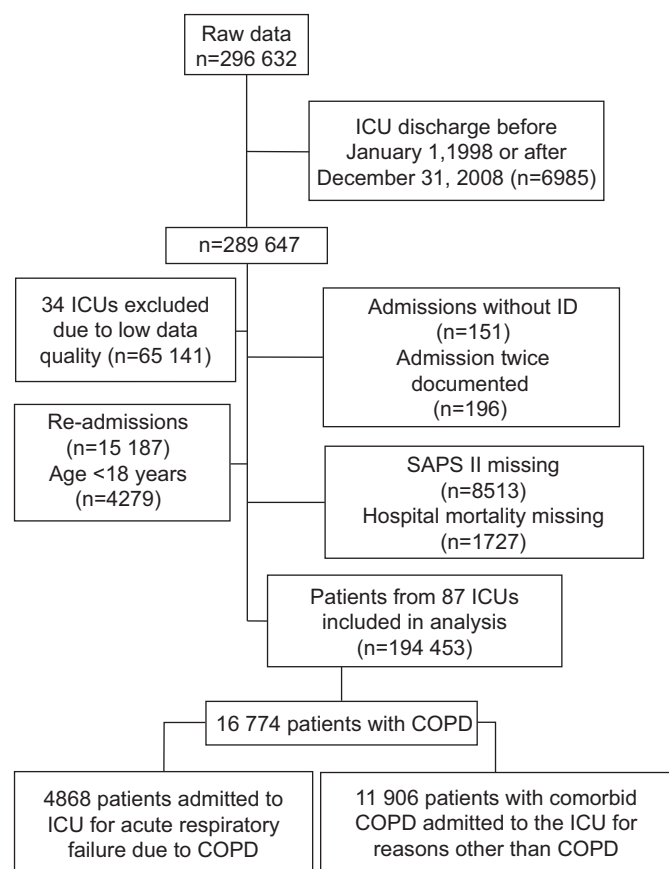 Raw data
n=296 632
ICU discharge before
January 1,1998 or after
December 31, 2008 (n=6985)
n=289 647
34 ICUs excluded
due to low data
quality (n=65 141)
Admissions without ID
(n=151)
Admission twice
documented
(n=196)
Re-admissions
(n=15 187)
Age <18 years
(n=4279)
SAPS II missing
(n=8513)
Hospital mortality missing
(n=1727)
Patients from 87 ICUs
included in analysis
(n=194 453)
16 774 patients with COPD
4868 patients admitted to
ICU for acute respiratory
failure due to COPD
11 906 patients with comorbid
COPD admitted to the ICU for
reasons other than COPD